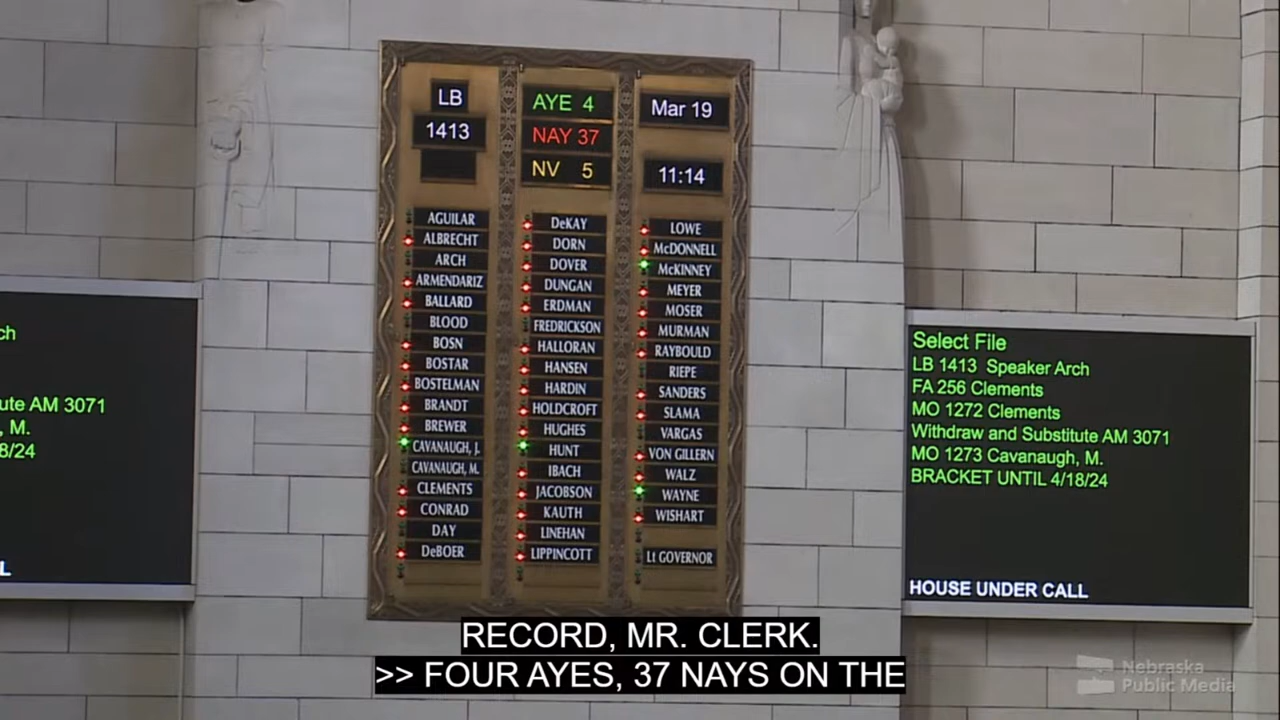 LB
1413
AYE 4
NAY 37
NV 5
Mar 19
11:14
AGUILAR
ALBRECHT
ARCH
ARMENDARIZ
BALLARD
BLOOD
BOSN
BOSTAR
BOSTELMAN
BRANDT
BREWER
CAVANAUGH, J.
CAVANAUGH, M.
CLEMENTS
CONRAD
DAY
DeBOER
DeKAY
DORN
DOVER
DUNGAN
ERDMAN
FREDRICKSON
HALLORAN
HANSEN
HARDIN
HOLDCROFT
HUGHES
HUNT
IBACH
JACOBSON
KAUTH
LINEHAN
LIPPINCOTT
LOWE
McDONNELL
McKINNEY
MEYER
MOSER
MURMAN
RAYBOULD
RIEPE
SANDERS
SLAMA
VARGAS
VON GILLERN
WALZ
WAYNE
WISHART
Lt GOVERNOR
ch
ute AM 3071
, M.
8/24
L
Select File
LB 1413 Speaker Arch
FA 256 Clements
MO 1272 Clements
Withdraw and Substitute AM 3071
MO 1273 Cavanaugh, M.
BRACKET UNTIL 4/18/24
HOUSE UNDER CALL
RECORD, MR. CLERK.
>> FOUR AYES, 37 NAYS ON THE
Nebraska
Public Media